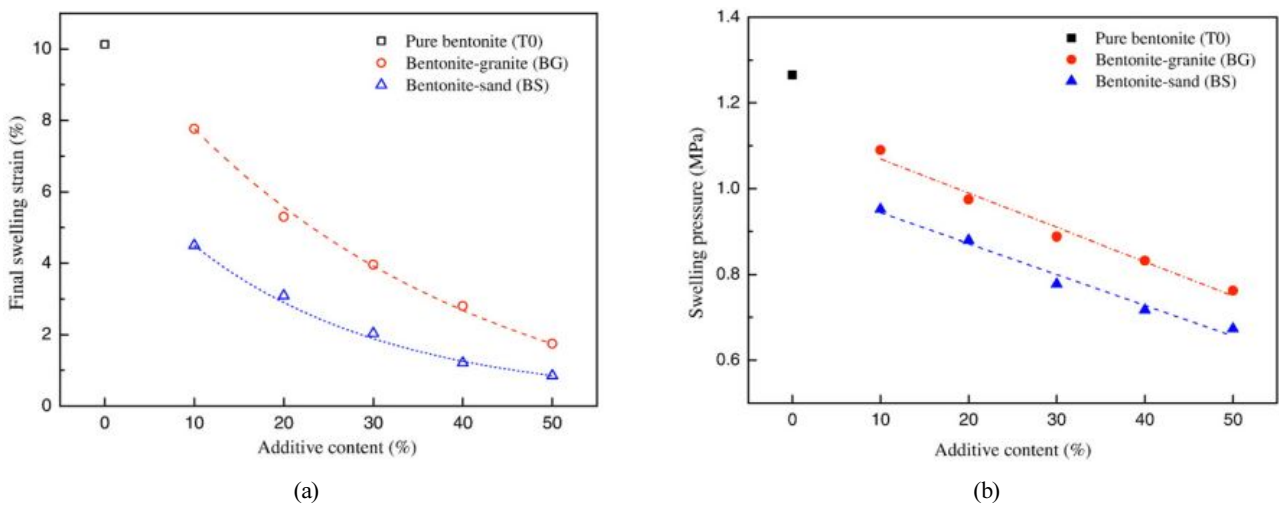 Pure bentonite (T0)
Bentonite-granite (BG)
Bentonite-sand (BS)
Final swelling strain (%)
10
8
6
4
2
0
0 10 20 30 40 50
Additive content (%)
(a)
Pure bentonite (T0)
Bentonite-granite (BG)
Bentonite-sand (BS)
Swelling pressure (MPa)
1.4
1.2
1.0
0.8
0.6
0 10 20 30 40 50
Additive content (%)
(b)